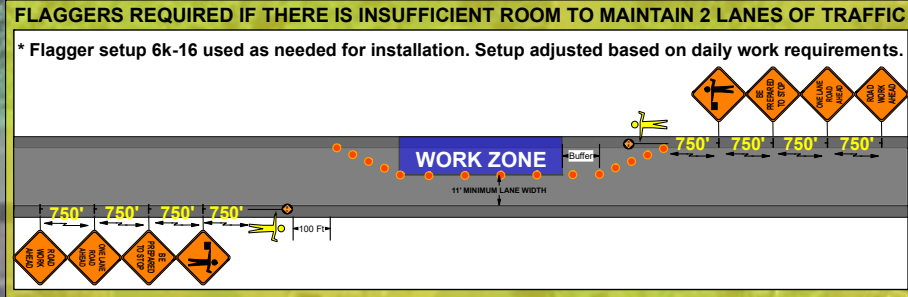 FLAGGERS REQUIRED IF THERE IS INSUFFICIENT ROOM TO MAINTAIN 2 LANES OF TRAFFIC
* Flagger setup 6k-16 used as needed for installation. Setup adjusted based on daily work requirements.
BE
PREPARED
TO STOP
ONE LANE
ROAD
AHEAD
ROAD
WORK
AHEAD
750'
750'
750'
750'
WORK ZONE
Buffer
11' MINIMUM LANE WIDTH
750'
750'
750'
750'
100 Ft
ROAD
WORK
AHEAD
ONE LANE
ROAD
AHEAD
BE
PREPARED
TO STOP